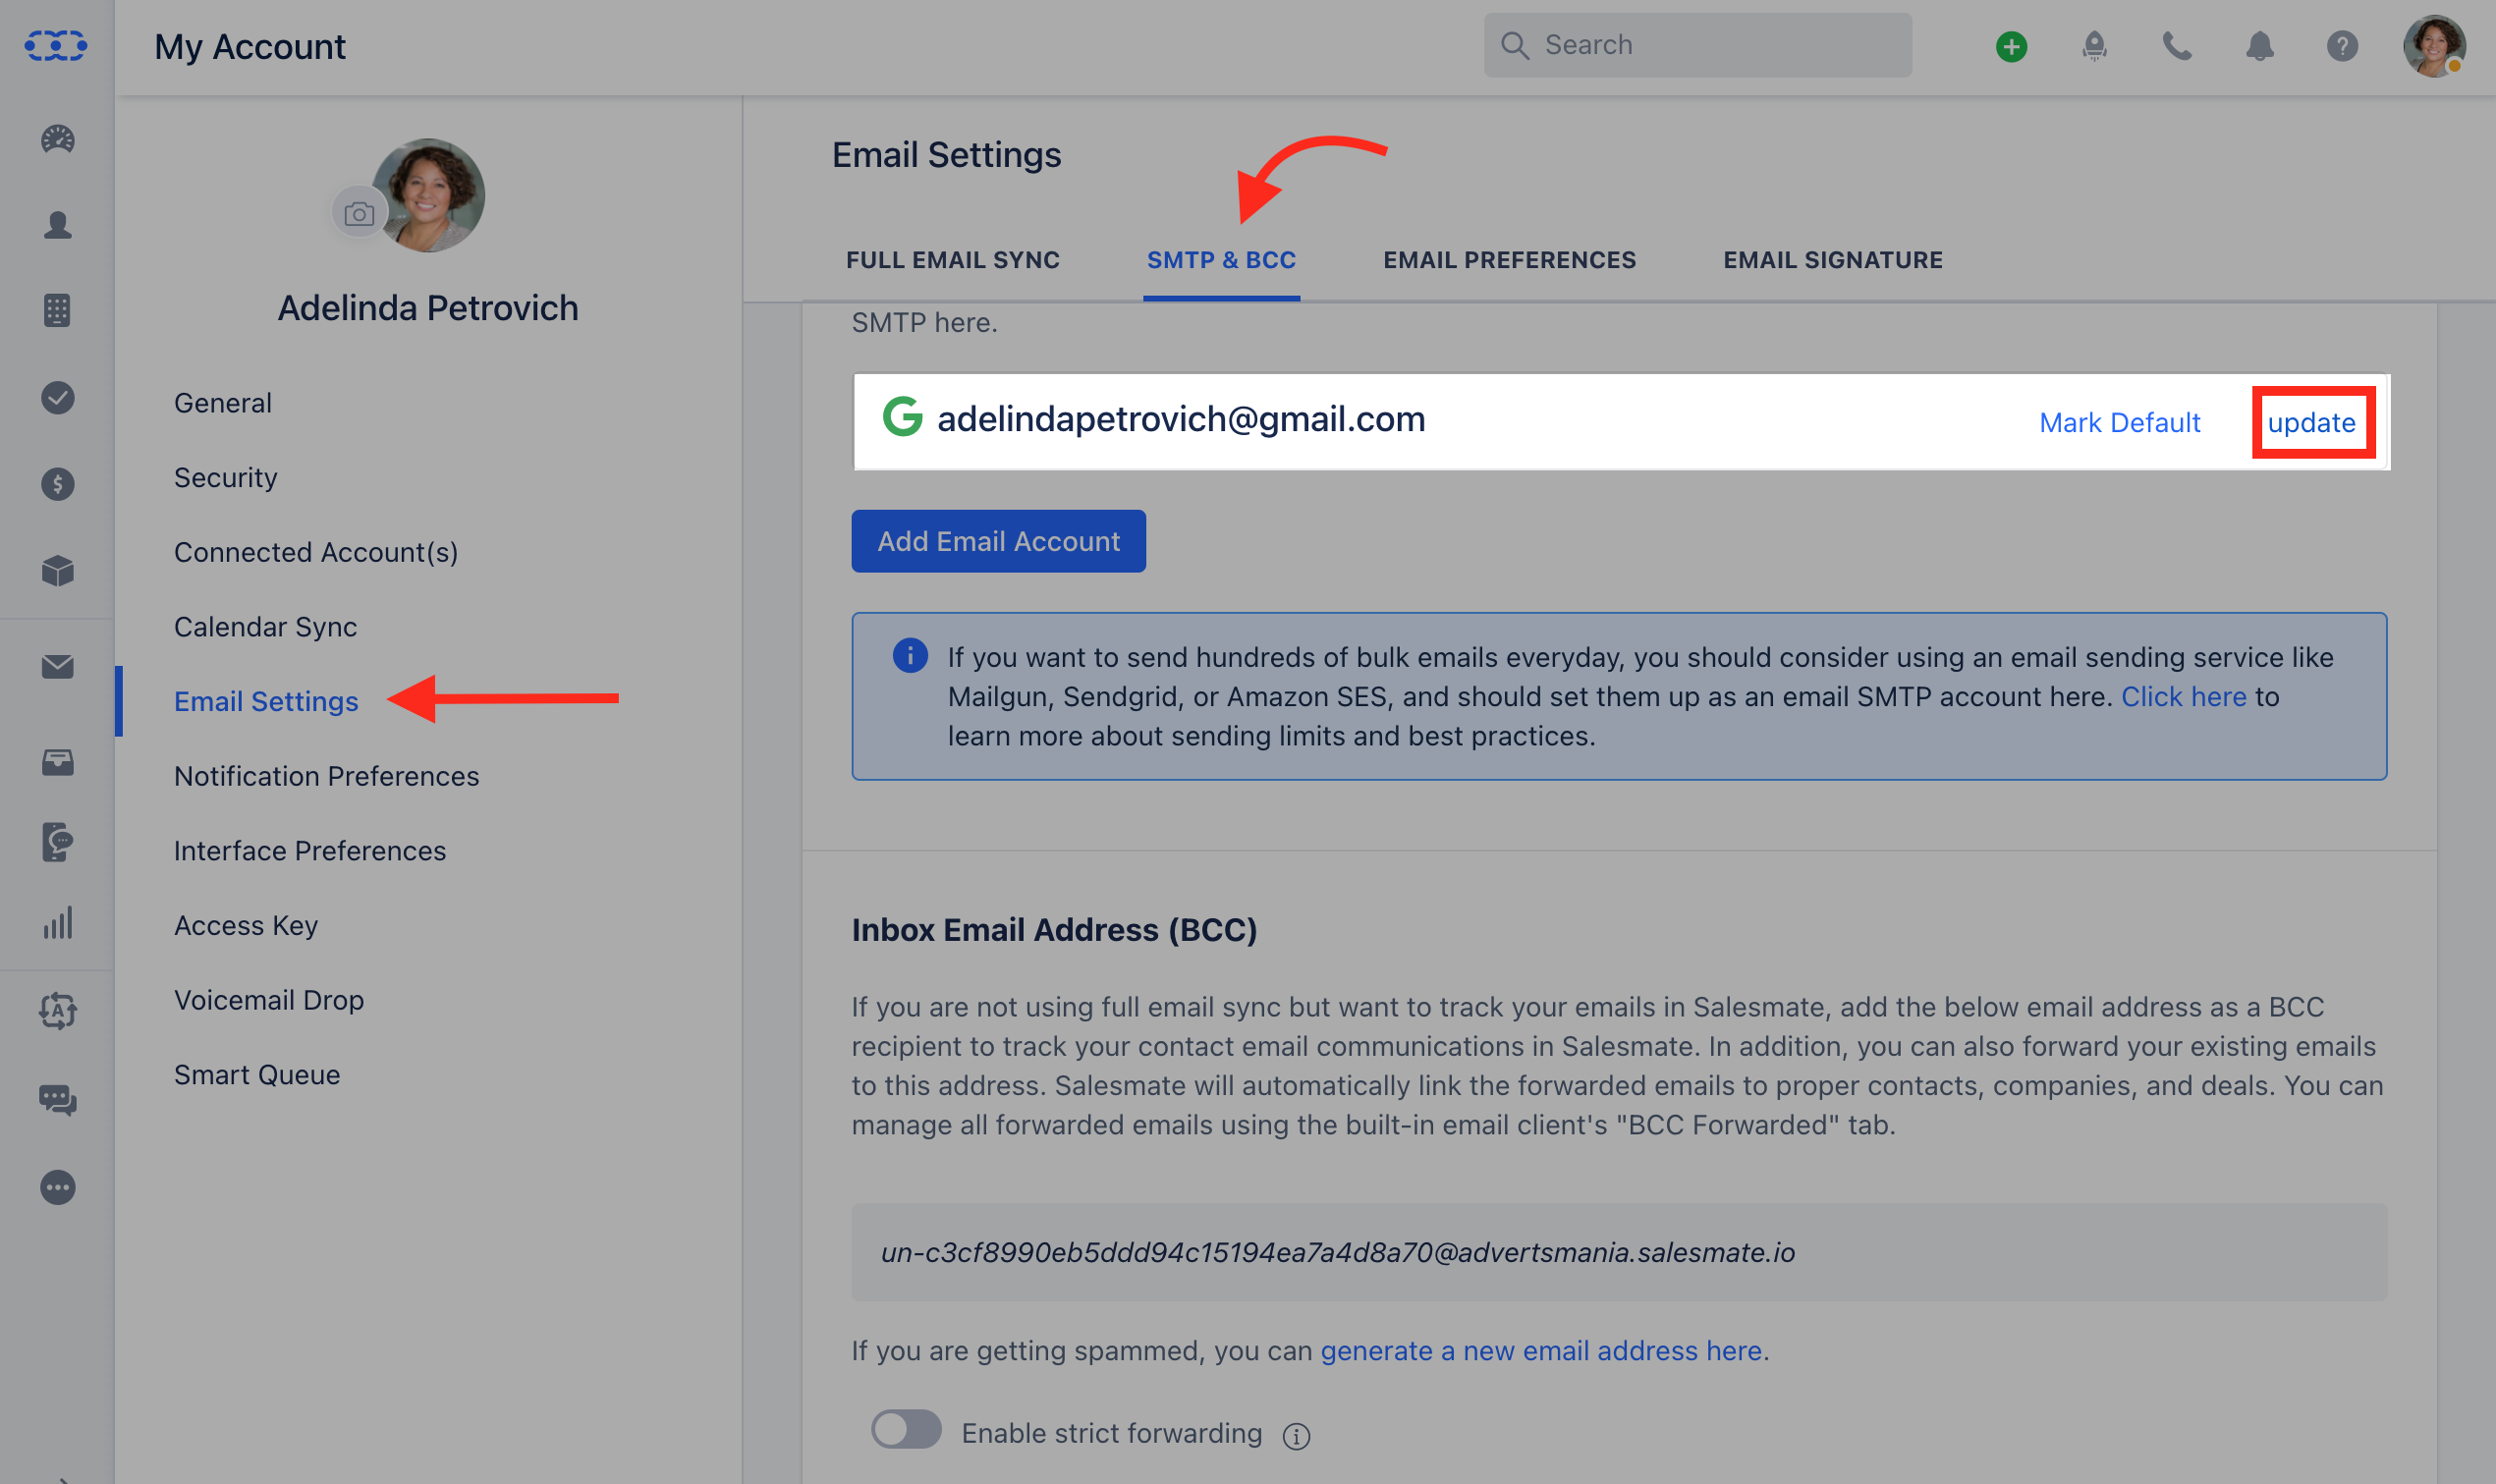 My Account
Search
Adelinda Petrovich
General
Security
Connected Account(s)
Calendar Sync
Email Settings
Notification Preferences
Interface Preferences
Access Key
Voicemail Drop
Smart Queue
Email Settings
FULL EMAIL SYNC
SMTP & BCC
EMAIL PREFERENCES
EMAIL SIGNATURE
SMTP here.
adelindapetrovich@gmail.com
Mark Default
update
Add Email Account
If you want to send hundreds of bulk emails everyday, you should consider using an email sending service like
Mailgun, Sendgrid, or Amazon SES, and should set them up as an email SMTP account here. Click here to
learn more about sending limits and best practices.
Inbox Email Address (BCC)
If you are not using full email sync but want to track your emails in Salesmate, add the below email address as a BCC
recipient to track your contact email communications in Salesmate. In addition, you can also forward your existing emails
to this address. Salesmate will automatically link the forwarded emails to proper contacts, companies, and deals. You can
manage all forwarded emails using the built-in email client's "BCC Forwarded" tab.
un-c3cf8990eb5ddd94c15194ea7a4d8a70@advertsmania.salesmate.io
If you are getting spammed, you can generate a new email address here.
Enable strict forwarding